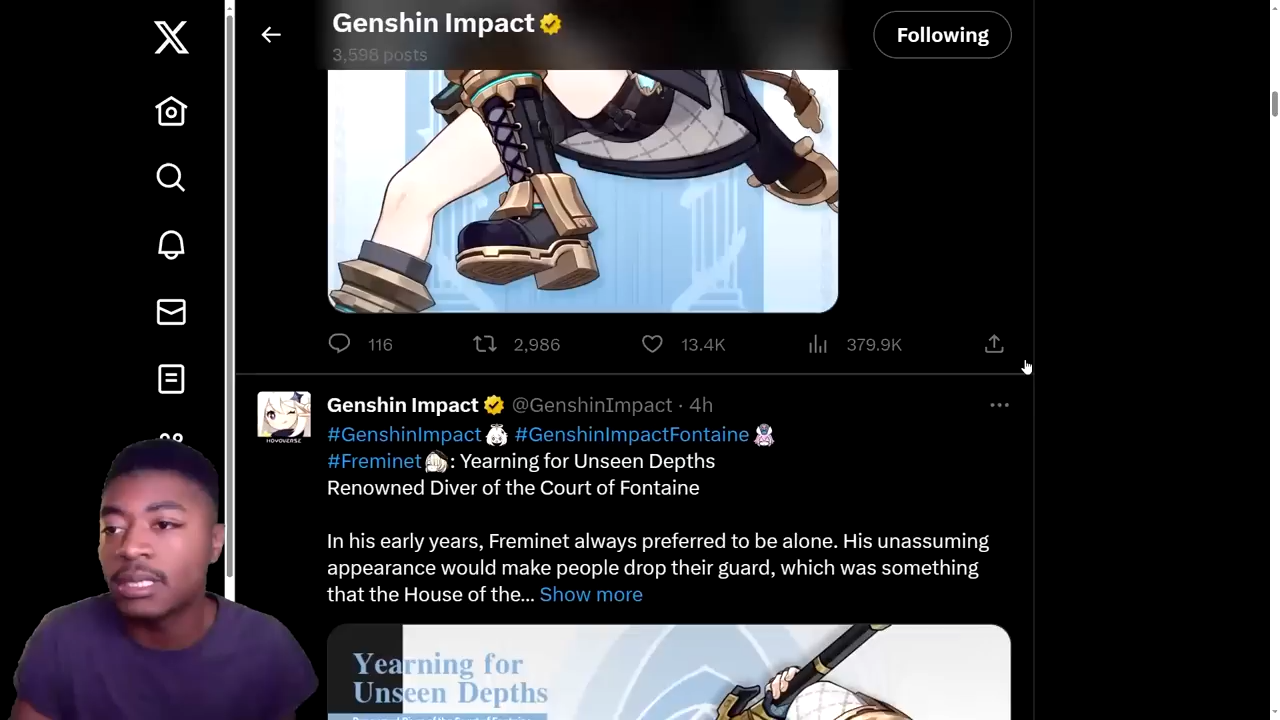 Genshin Impact
3,598 posts
Following
116 2,986 13.4K 379.9K
HOYOVERSE
Genshin Impact @GenshinImpact · 4h
#GenshinImpact #GenshinImpactFontaine
#Freminet : Yearning for Unseen Depths
Renowned Diver of the Court of Fontaine
In his early years, Freminet always preferred to be alone. His unassuming
appearance would make people drop their guard, which was something
that the House of the... Show more
Yearning for
Unseen Depths